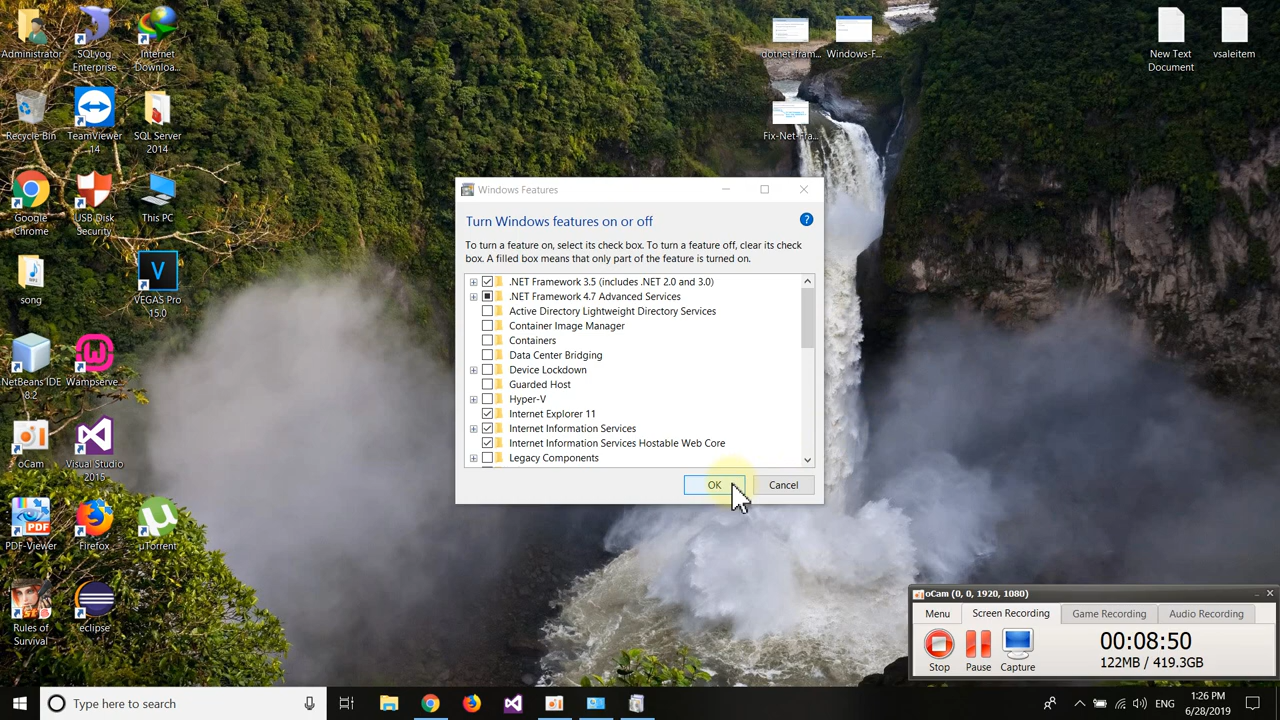 Administrator
SQLyog
Enterprise
Internet
Downloa...
dotnet-fram...
Windows-F...
New Text
Document
vsaleitem
Recycle Bin
TeamViewer
14
SQL Server
2014
Fix-Net-Fra...
Google
Chrome
USB Disk
Security
This PC
song
VEGAS Pro
15.0
NetBeans IDE
8.2
Wampserve...
oCam
Visual Studio
2015
PDF-Viewer
Firefox
uTorrent
Rules of
Survival
eclipse
Windows Features
Turn Windows features on or off
To turn a feature on, select its check box. To turn a feature off, clear its check
box. A filled box means that only part of the feature is turned on.
.NET Framework 3.5 (includes .NET 2.0 and 3.0)
.NET Framework 4.7 Advanced Services
Active Directory Lightweight Directory Services
Container Image Manager
Containers
Data Center Bridging
Device Lockdown
Guarded Host
Hyper-V
Internet Explorer 11
Internet Information Services
Internet Information Services Hostable Web Core
Legacy Components
OK
Cancel
oCam (0, 0, 1920, 1080)
Menu
Screen Recording
Game Recording
Audio Recording
Stop
Pause
Capture
00:08:50
122MB / 419.3GB
Type here to search
ENG
1:26 PM
6/28/2019